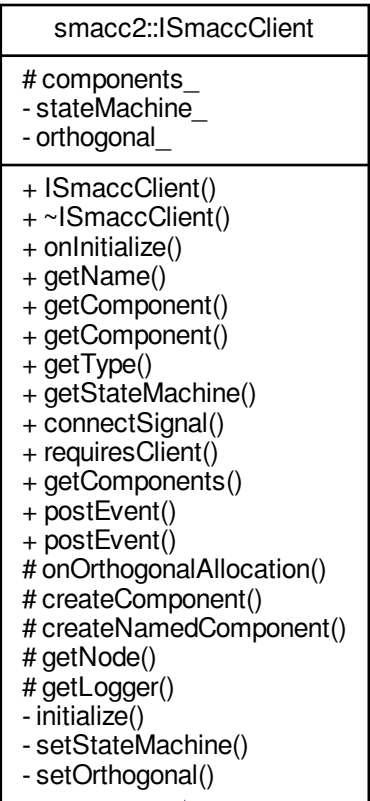 smacc2::ISmaccClient
# components_
- stateMachine_
- orthogonal_
+ ISmaccClient()
+ ~ISmaccClient()
+ onInitialize()
+ getName()
+ getComponent()
+ getComponent()
+ getType()
+ getStateMachine()
+ connectSignal()
+ requiresClient()
+ getComponents()
+ postEvent()
+ postEvent()
# onOrthogonalAllocation()
# createComponent()
# createNamedComponent()
# getNode()
# getLogger()
- initialize()
- setStateMachine()
- setOrthogonal()